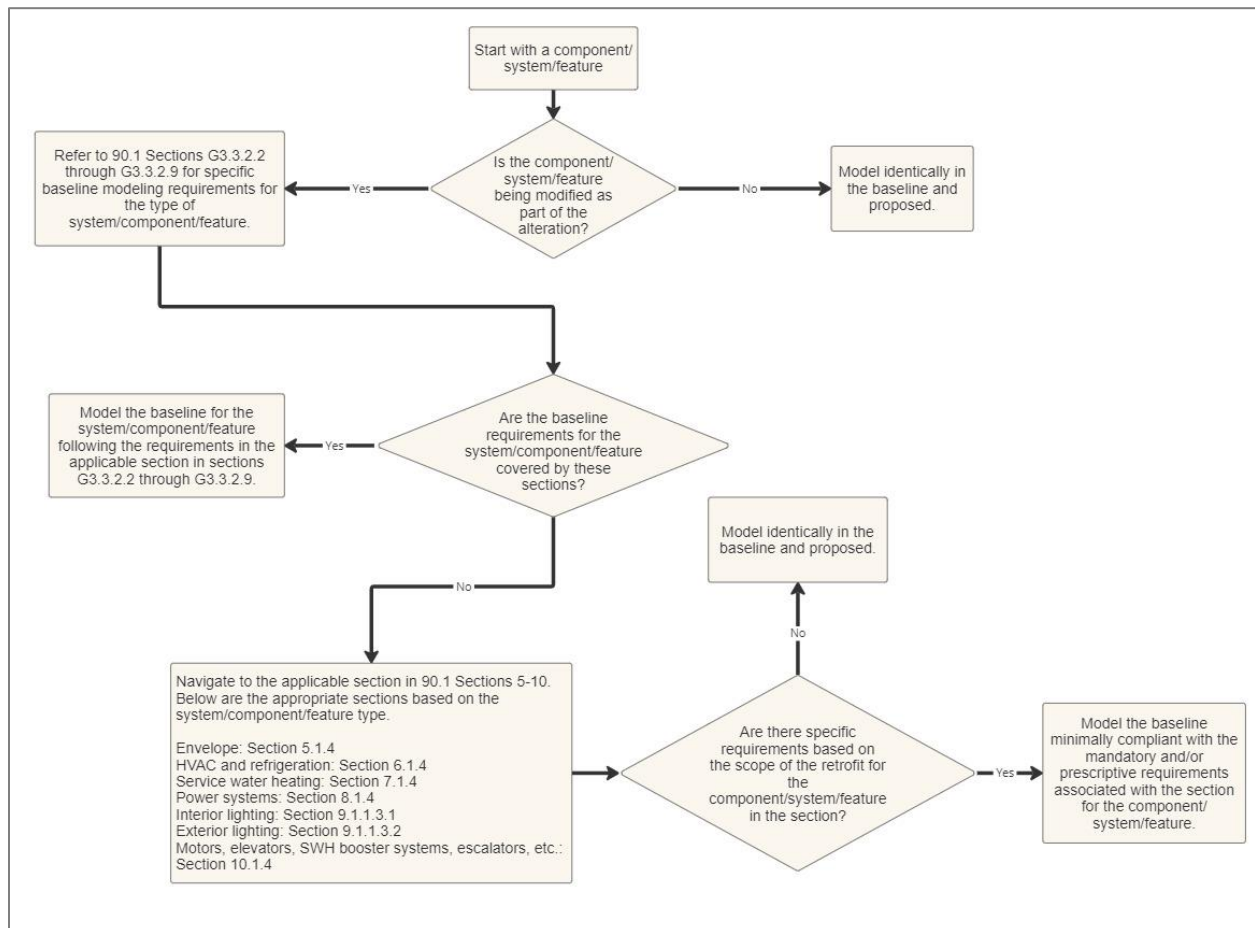 Start with a component/
system/feature
Is the component/
system/feature
being modified as
part of the
alteration?
Yes
No
Refer to 90.1 Sections G3.3.2.2
through G3.3.2.9 for specific
baseline modeling requirements for
the type of
system/component/feature.
Model identically in
the baseline and
proposed.
Are the baseline
requirements for the
system/component/feature
covered by these
sections?
Yes
Model the baseline for the
system/component/feature
following the requirements in the
applicable section in sections
G3.3.2.2 through G3.3.2.9.
No
Navigate to the applicable section in 90.1 Sections 5-10.
Below are the appropriate sections based on the
system/component/feature type.
Envelope: Section 5.1.4
HVAC and refrigeration: Section 6.1.4
Service water heating: Section 7.1.4
Power systems: Section 8.1.4
Interior lighting: Section 9.1.1.3.1
Exterior lighting: Section 9.1.1.3.2
Motors, elevators, SWH booster systems, escalators, etc.:
Section 10.1.4
Are there specific
requirements based on
the scope of the retrofit for
the
component/system/feature
in the section?
No
Model identically in the
baseline and proposed.
Yes
Model the baseline
minimally compliant with the
mandatory and/or
prescriptive requirements
associated with the section
for the component/
system/feature.